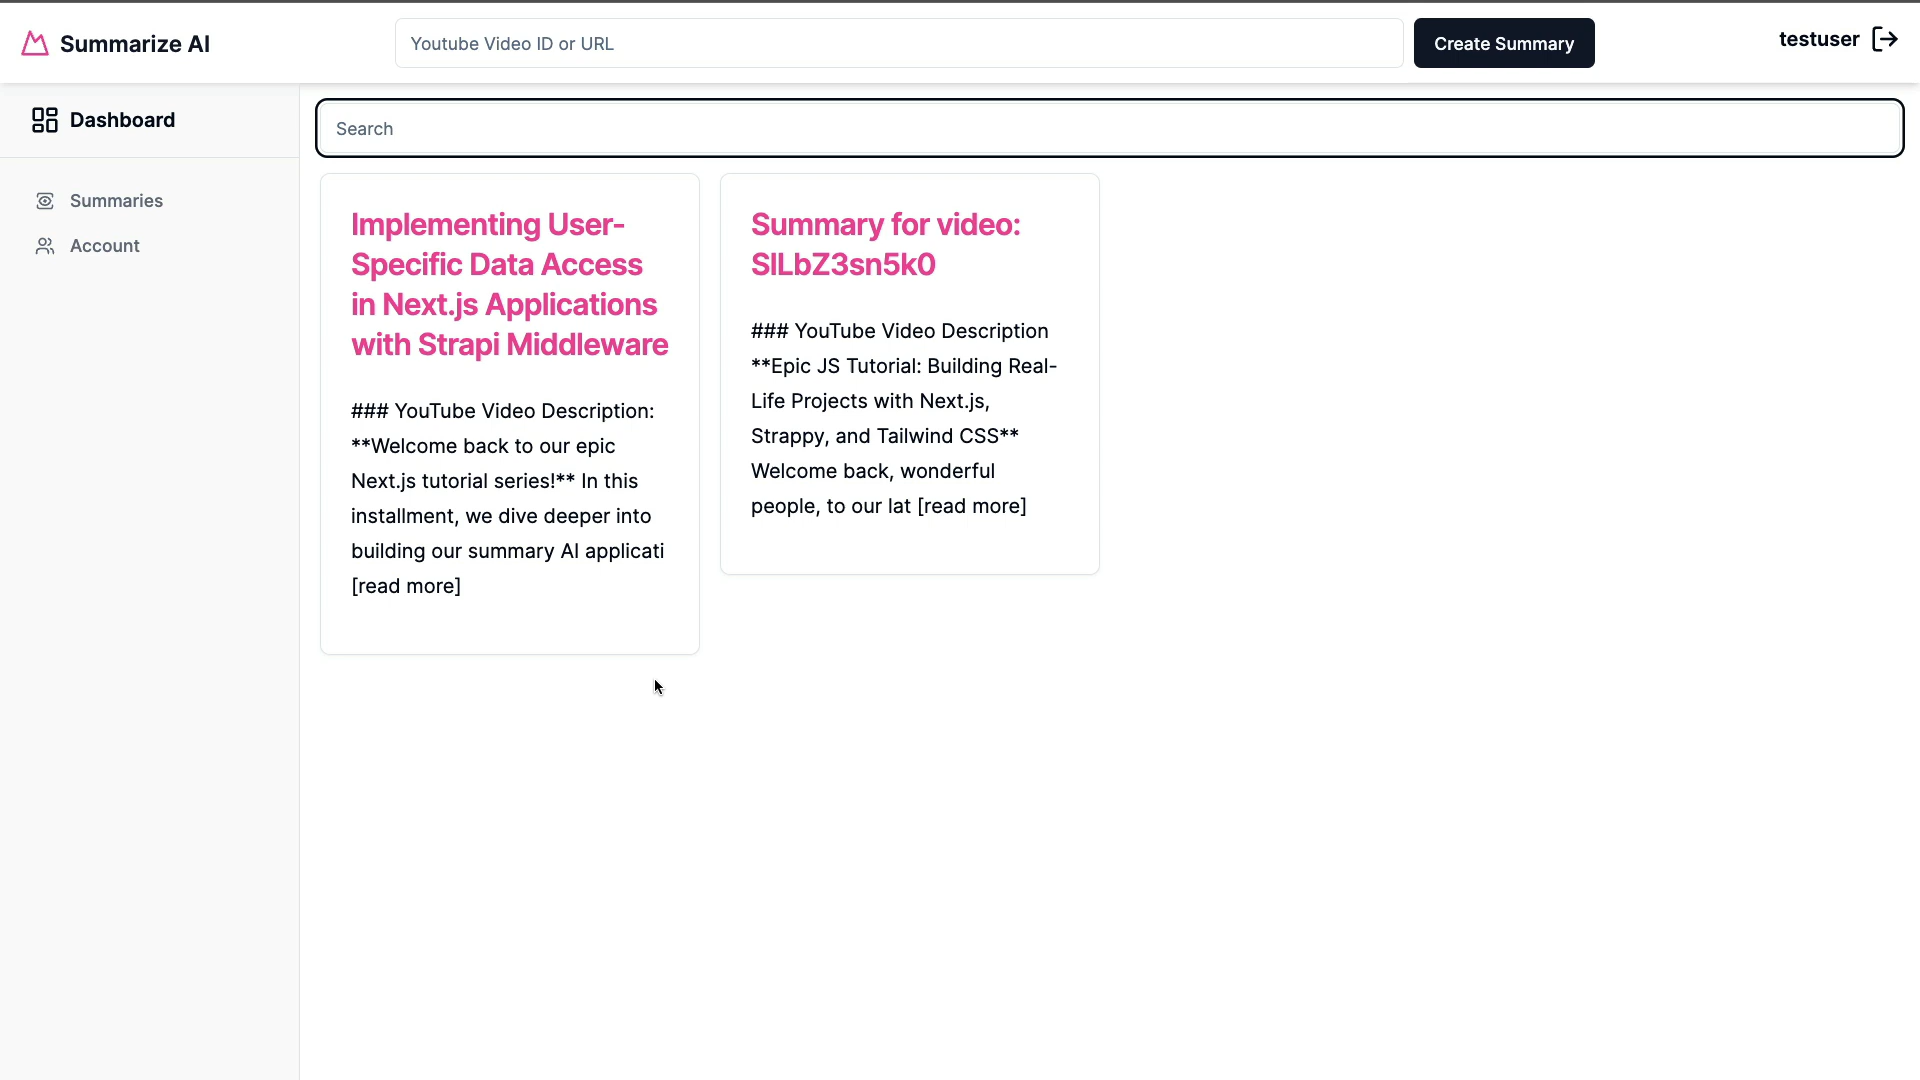 Summarize AI
Youtube Video ID or URL
Create Summary
testuser
Dashboard
Summaries
Account
Search
Implementing User-
Specific Data Access
in Next.js Applications
with Strapi Middleware
### YouTube Video Description:
**Welcome back to our epic
Next.js tutorial series!** In this
installment, we dive deeper into
building our summary AI applicati
[read more]
Summary for video:
SILbZ3sn5k0
### YouTube Video Description
**Epic JS Tutorial: Building Real-
Life Projects with Next.js,
Strappy, and Tailwind CSS**
Welcome back, wonderful
people, to our lat [read more]